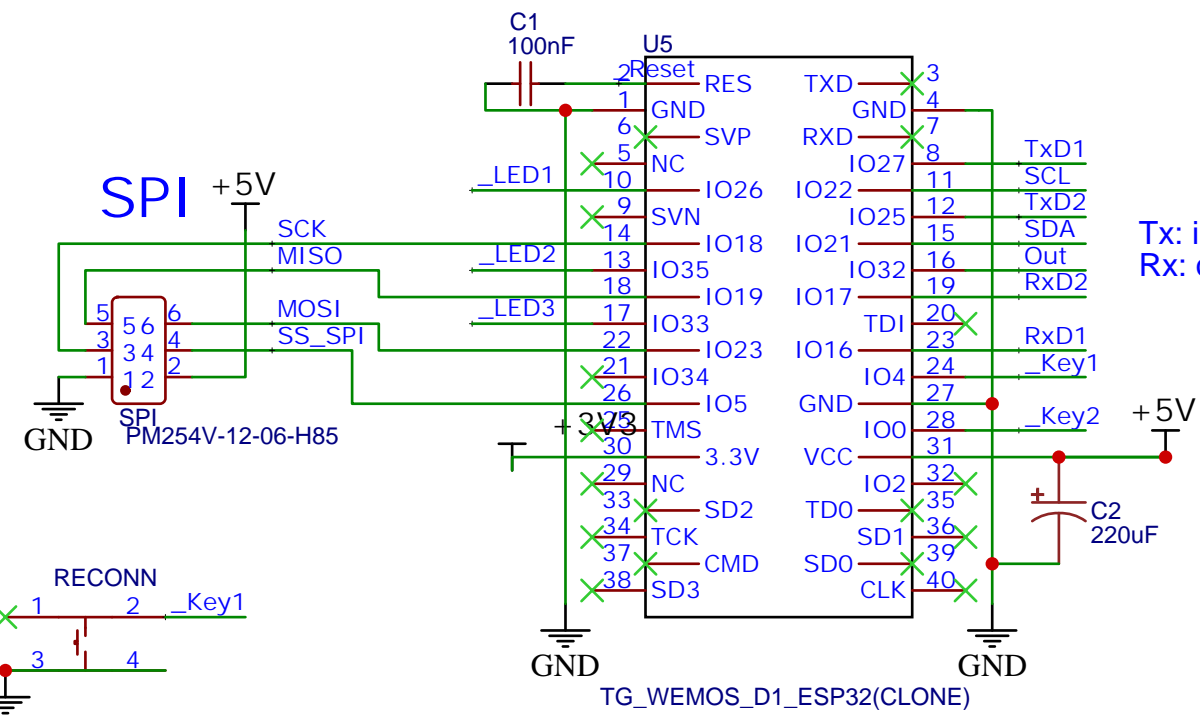 C1
100nF
U5
_Reset
2 RES TXD 3
1 GND GND 4
6 SVP RXD 7
5 NC IO27 8 TxD1
_LED1 10 IO26 IO22 11 SCL
9 SVN IO25 12 TxD2
SCK 14 IO18 IO21 15 SDA
MISO _LED2 13 IO35 IO32 16 Out
18 IO19 IO17 19 RxD2
MOSI _LED3 17 IO33 TDI 20
SS_SPI 22 IO23 IO16 23 RxD1
21 IO34 IO4 24 _Key1
26 IO5 GND 27
25 TMS IO0 28 _Key2
30 3.3V VCC 31
29 NC IO2 32
33 SD2 TD0 35
34 TCK SD1 36
37 CMD SD0 39
38 SD3 CLK 40
SPI +5V
5 5 6 6
3 3 4 4
1 1 2 2
SPI
PM254V-12-06-H85
GND
+3V3
Tx: i
Rx:
+5V
C2
220uF
RECONN
1 2 _Key1
3 4
GND
GND
TG_WEMOS_D1_ESP32(CLONE)